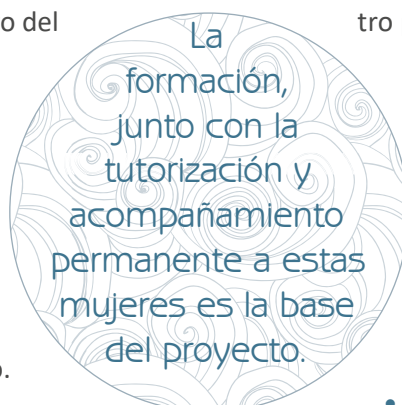 o del
tro
La
formación,
junto con la
tutorización y
acompañamiento
permanente a estas
mujeres es la base
del proyecto.
.